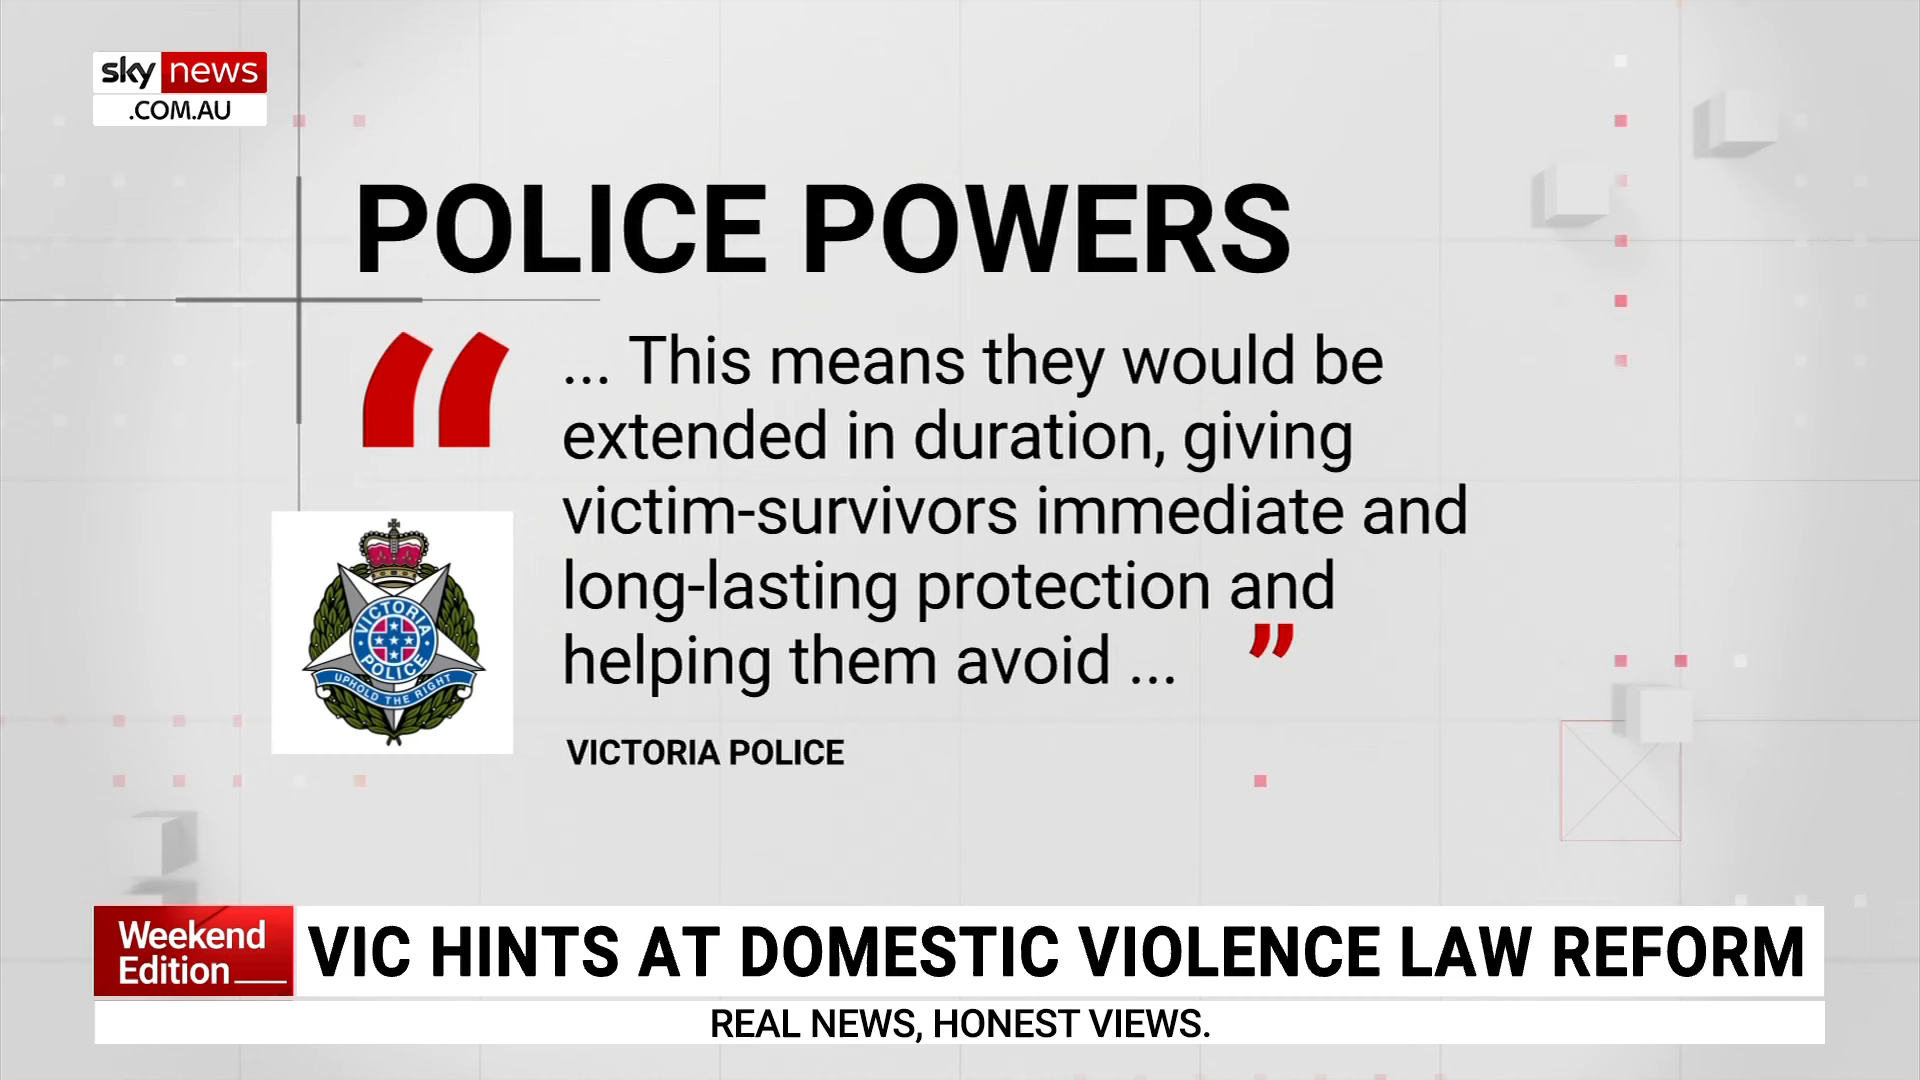 sky news
.COM.AU
POLICE POWERS
“ ... This means they would be
extended in duration, giving
victim-survivors immediate and
long-lasting protection and
helping them avoid ... ”
VICTORIA POLICE
UPHOLD THE RIGHT
VICTORIA POLICE
Weekend
Edition
VIC HINTS AT DOMESTIC VIOLENCE LAW REFORM
REAL NEWS, HONEST VIEWS.